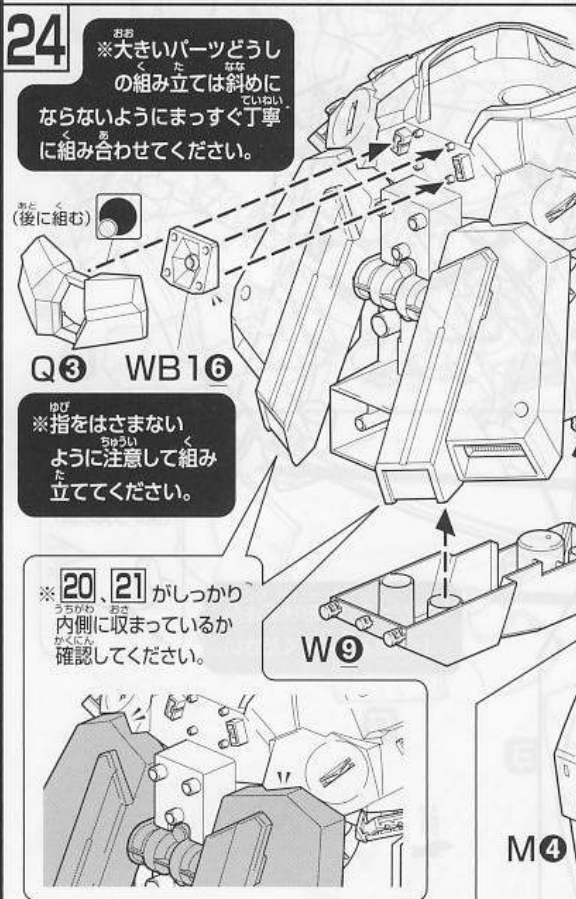 24
※大きいパーツどうし
の組み立ては斜めに
ならないようにまっすぐ丁寧
に組み合わせてください。
(後に組む)
Q❸
WB1❻
※指をはさまない
ように注意して組み
立ててください。
※20、21がしっかり
内側に収まっているか
確認してください。
W❾
M❹